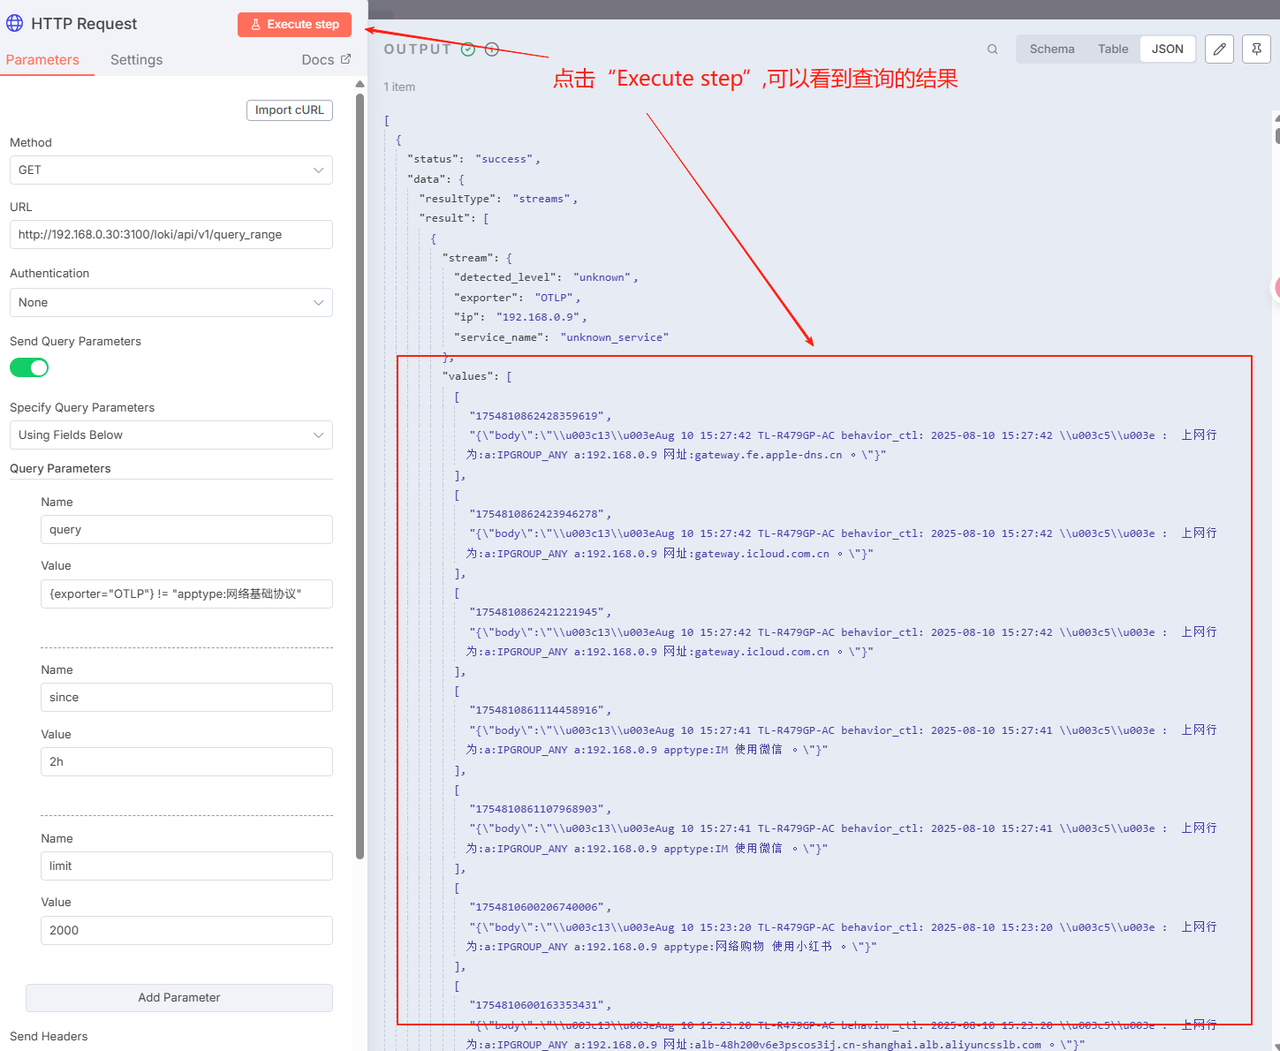 HTTP Request
Execute step
Parameters
Settings
Docs
Import cURL
Method
GET
URL
http://192.168.0.30:3100/loki/api/v1/query_range
Authentication
None
Send Query Parameters
Specify Query Parameters
Using Fields Below
Query Parameters
Name
query
Value
{exporter="OTLP"} != "apptype:网络基础协议"
Name
since
Value
2h
Name
limit
Value
2000
Add Parameter
Send Headers
OUTPUT
Schema
Table
JSON
1 item
点击“Execute step”,可以看到查询的结果
[
{
"status": "success",
"data": {
"resultType": "streams",
"result": [
{
"stream": {
"detected_level": "unknown",
"exporter": "OTLP",
"ip": "192.168.0.9",
"service_name": "unknown_service"
},
"values": [
[
"1754810862428359619",
"{\"body\":\"\\u003c13\\u003eAug 10 15:27:42 TL-R479GP-AC behavior_ctl: 2025-08-10 15:27:42 \\u003c5\\u003e : 上网行
为:a:IPGROUP_ANY a:192.168.0.9 网址:gateway.fe.apple-dns.cn 。\"}"
],
[
"1754810862423946278",
"{\"body\":\"\\u003c13\\u003eAug 10 15:27:42 TL-R479GP-AC behavior_ctl: 2025-08-10 15:27:42 \\u003c5\\u003e : 上网行
为:a:IPGROUP_ANY a:192.168.0.9 网址:gateway.icloud.com.cn 。\"}"
],
[
"1754810862421221945",
"{\"body\":\"\\u003c13\\u003eAug 10 15:27:42 TL-R479GP-AC behavior_ctl: 2025-08-10 15:27:42 \\u003c5\\u003e : 上网行
为:a:IPGROUP_ANY a:192.168.0.9 网址:gateway.icloud.com.cn 。\"}"
],
[
"1754810861114458916",
"{\"body\":\"\\u003c13\\u003eAug 10 15:27:41 TL-R479GP-AC behavior_ctl: 2025-08-10 15:27:41 \\u003c5\\u003e : 上网行
为:a:IPGROUP_ANY a:192.168.0.9 apptype:IM 使用微信 。\"}"
],
[
"1754810861107968903",
"{\"body\":\"\\u003c13\\u003eAug 10 15:27:41 TL-R479GP-AC behavior_ctl: 2025-08-10 15:27:41 \\u003c5\\u003e : 上网行
为:a:IPGROUP_ANY a:192.168.0.9 apptype:IM 使用微信 。\"}"
],
[
"1754810600206740006",
"{\"body\":\"\\u003c13\\u003eAug 10 15:23:20 TL-R479GP-AC behavior_ctl: 2025-08-10 15:23:20 \\u003c5\\u003e : 上网行
为:a:IPGROUP_ANY a:192.168.0.9 apptype:网络购物 使用小红书 。\"}"
],
[
"1754810600163353431",
"{\"body\":\"\\u003c13\\u003eAug 10 15:23:20 TL-R479GP-AC behavior_ctl: 2025-08-10 15:23:20 \\u003c5\\u003e : 上网行
为:a:IPGROUP_ANY a:192.168.0.9 网址:alb-48h200v6e3pscos3ij.cn-shanghai.alb.aliyuncsslb.com 。\"}"